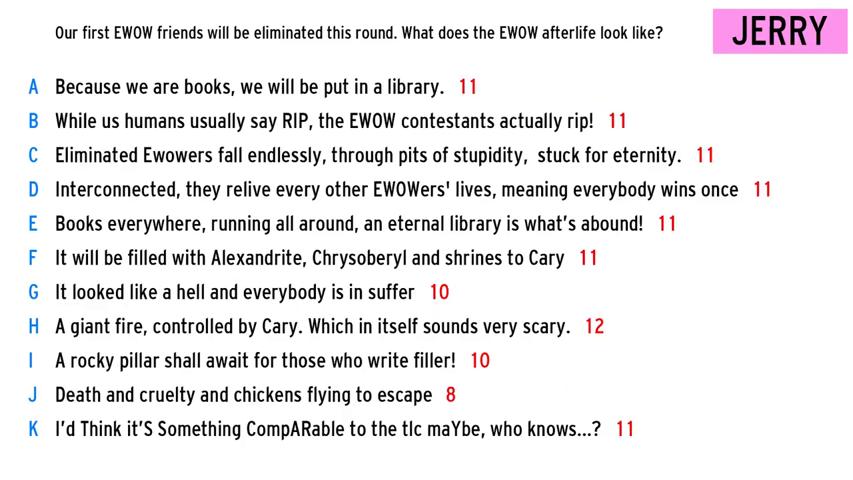 Our first EWOW friends will be eliminated this round. What does the EWOW afterlife look like?
JERRY
A Because we are books, we will be put in a library. 11
B While us humans usually say RIP, the EWOW contestants actually rip! 11
C Eliminated Ewowers fall endlessly, through pits of stupidity,  stuck for eternity. 11
D Interconnected, they relive every other EWOWers' lives, meaning everybody wins once 11
E Books everywhere, running all around, an eternal library is what's abound! 11
F It will be filled with Alexandrite, Chrysoberyl and shrines to Cary 11
G It looked like a hell and everybody is in suffer 10
H A giant fire, controlled by Cary. Which in itself sounds very scary. 12
I A rocky pillar shall await for those who write filler! 10
J Death and cruelty and chickens flying to escape 8
K I'd Think it'S Something CompARable to the tlc maYbe, who knows...? 11